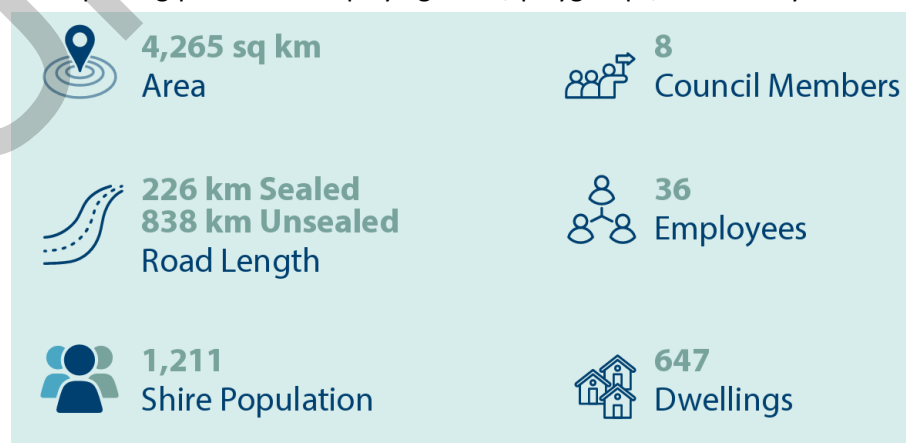 4,265 sq km
Area
8
Council Members
226 km Sealed
838 km Unsealed
Road Length
36
Employees
1,211
Shire Population
647
Dwellings